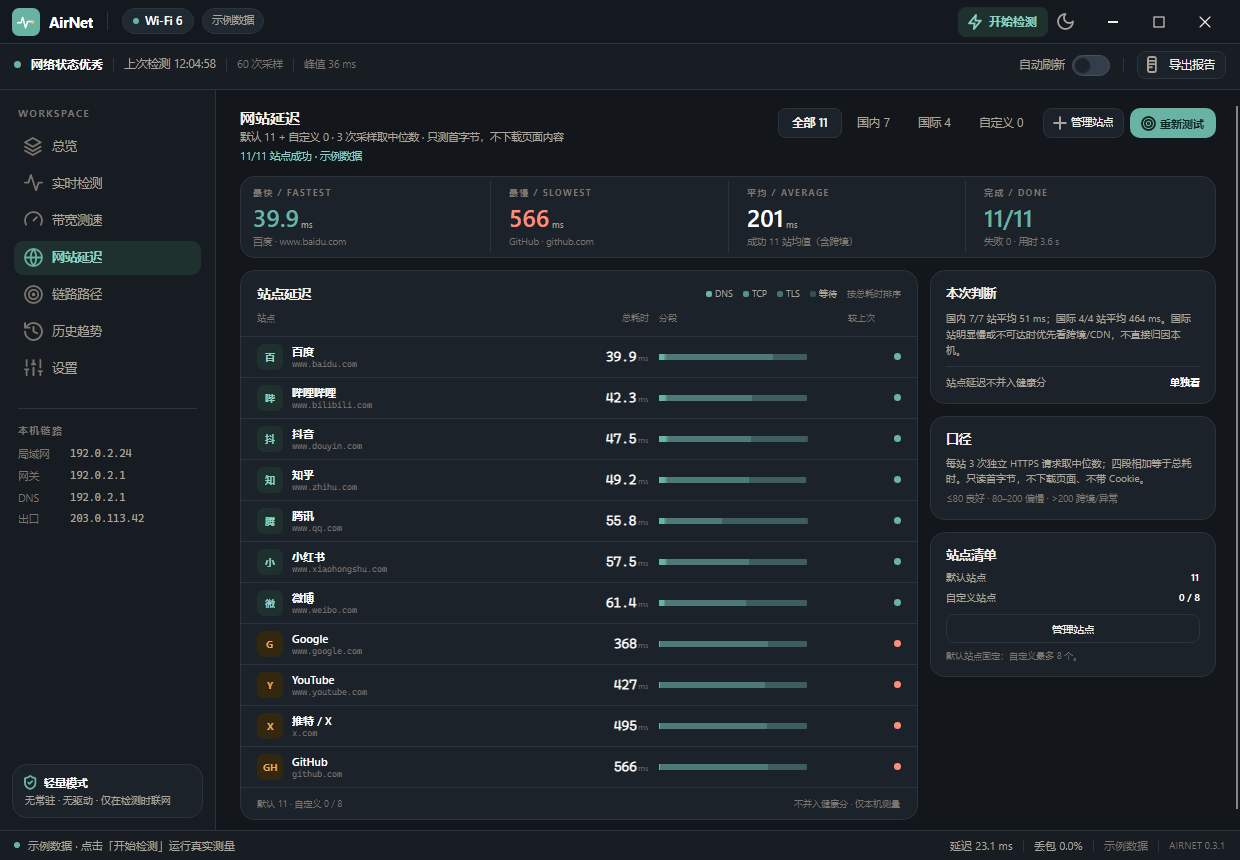 AirNet
Wi-Fi 6
示例数据
开始检测
网络状态优秀
上次检测 12:04:58
60 次采样
峰值 36 ms
自动刷新
导出报告
WORKSPACE
总览
实时检测
带宽测速
网站延迟
链路路径
历史趋势
设置
本机链路
局域网 192.0.2.24
网关 192.0.2.1
DNS 192.0.2.1
出口 203.0.113.42
轻量模式
无常驻 · 无驱动 · 仅在检测时联网
网站延迟
默认 11 + 自定义 0 · 3 次采样取中位数 · 只测首字节，不下载页面内容
11/11 站点成功 · 示例数据
全部 11
国内 7
国际 4
自定义 0
管理站点
重新测试
最快 / FASTEST
39.9 ms
百度 · www.baidu.com
最慢 / SLOWEST
566 ms
GitHub · github.com
平均 / AVERAGE
201 ms
成功 11 站均值（含跨境）
完成 / DONE
11/11
失败 0 · 用时 3.6 s
站点延迟
DNS TCP TLS 等待 按总耗时排序
站点 总耗时 分段 较上次
百 百度 39.9 ms
www.baidu.com
哔 哔哩哔哩 42.3 ms
www.bilibili.com
抖 抖音 47.5 ms
www.douyin.com
知 知乎 49.2 ms
www.zhihu.com
腾 腾讯 55.8 ms
www.qq.com
小 小红书 57.5 ms
www.xiaohongshu.com
微 微博 61.4 ms
www.weibo.com
G Google 368 ms
www.google.com
Y YouTube 427 ms
www.youtube.com
X 推特 / X 495 ms
x.com
GH GitHub 566 ms
github.com
默认 11 · 自定义 0 / 8
不并入健康分 · 仅本机测量
本次判断
国内 7/7 站平均 51 ms；国际 4/4 站平均 464 ms。国际
站明显慢或不可达时优先看跨境/CDN，不直接归因本
机。
站点延迟不并入健康分 单独看
口径
每站 3 次独立 HTTPS 请求取中位数；四段相加等于总耗
时。只读首字节，不下载页面、不带 Cookie。
≤80 良好 · 80–200 偏慢 · >200 跨境/异常
站点清单
默认站点 11
自定义站点 0 / 8
管理站点
默认站点固定；自定义最多 8 个。
示例数据 · 点击「开始检测」运行真实测量
延迟 23.1 ms
丢包 0.0%
示例数据
AIRNET 0.3.1